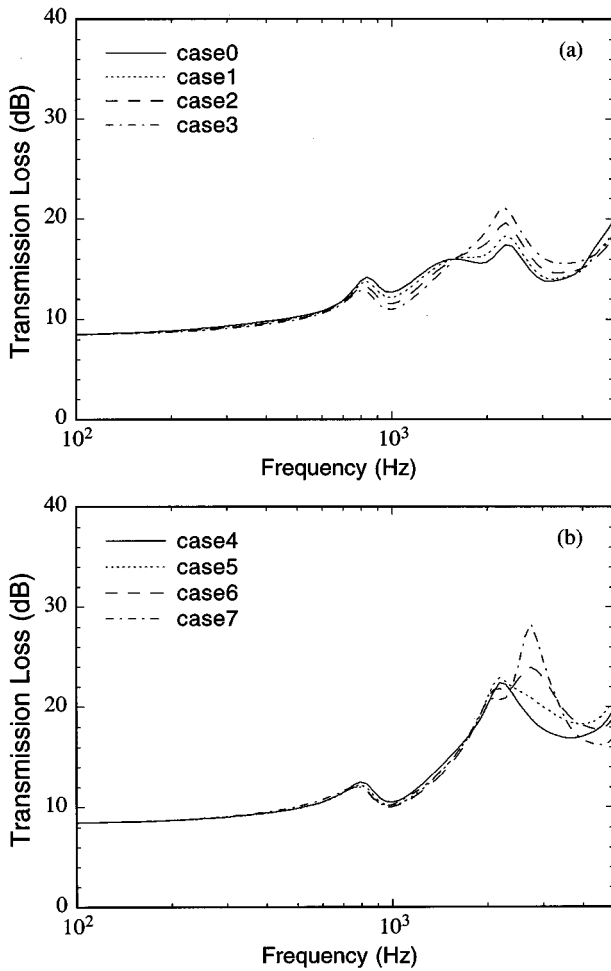 (a)
case0
case1
case2
case3
Transmission Loss (dB)
40
30
20
10
0
10²
10³
Frequency (Hz)
(b)
case4
case5
case6
case7
Transmission Loss (dB)
40
30
20
10
0
10²
10³
Frequency (Hz)